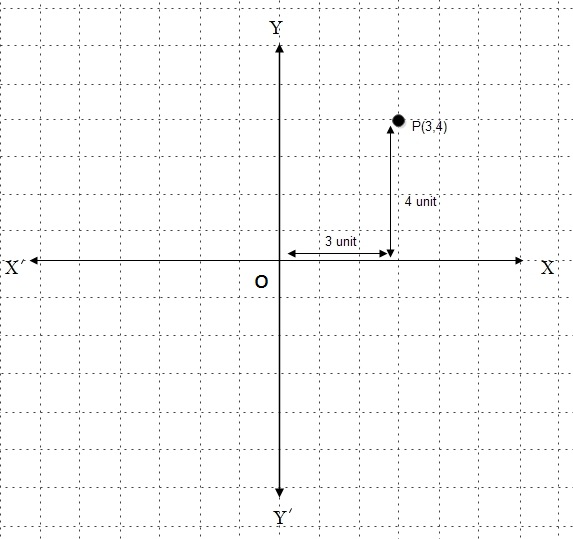 Y
P(3,4)
4 unit
3 unit
X′
X
O
Y′